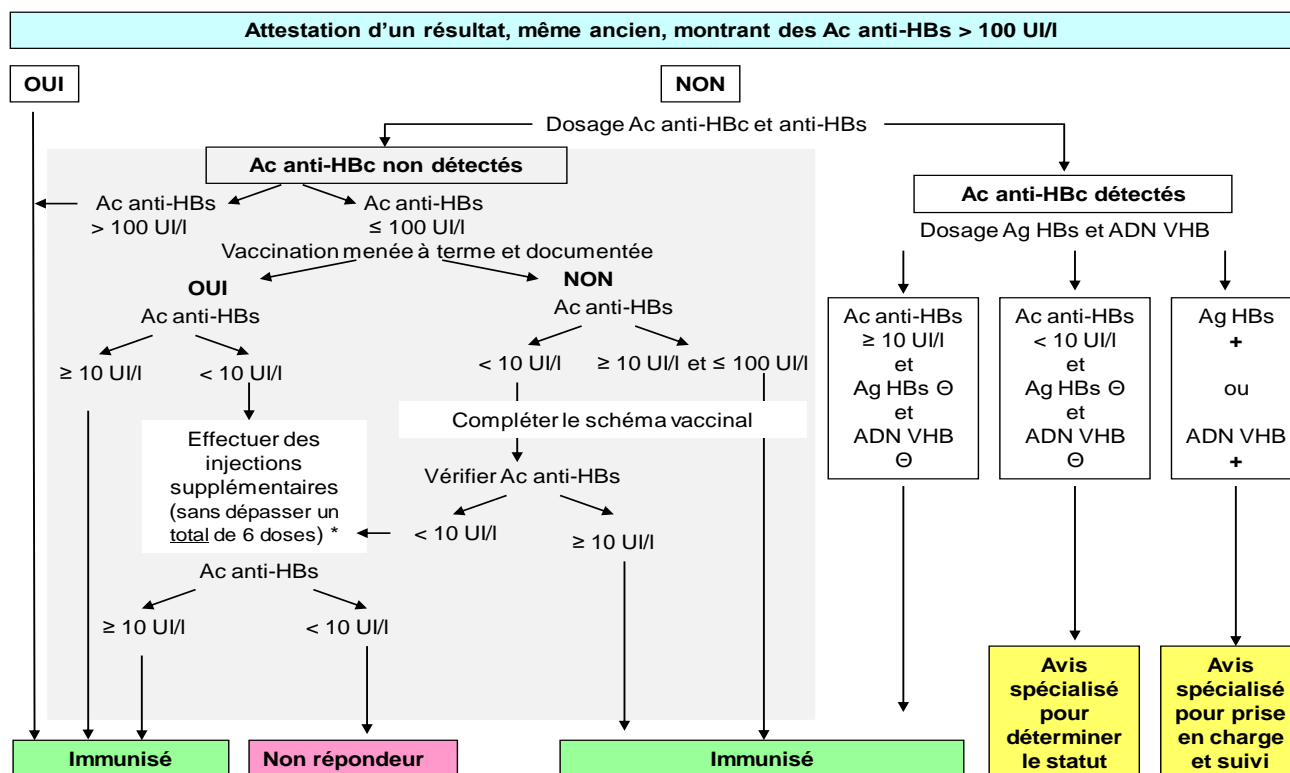 Attestation d'un résultat, même ancien, montrant des Ac anti-HBs > 100 UI/l
OUI
NON
Dosage Ac anti-HBc et anti-HBs
Ac anti-HBc non détectés
Ac anti-HBs
> 100 UI/l
Ac anti-HBs
≤ 100 UI/l
Vaccination menée à terme et documentée
OUI
Ac anti-HBs
≥ 10 UI/l
< 10 UI/l
NON
Ac anti-HBs
< 10 UI/l
≥ 10 UI/l et ≤ 100 UI/l
Effectuer des
injections
supplémentaires
(sans dépasser un
total de 6 doses) *
Compléter le schéma vaccinal
Vérifier Ac anti-HBs
< 10 UI/l
≥ 10 UI/l
Ac anti-HBs
≥ 10 UI/l
< 10 UI/l
Ac anti-HBc détectés
Dosage Ag HBs et ADN VHB
Ac anti-HBs
≥ 10 UI/l
et
Ag HBs Θ
et
ADN VHB
Θ
Ac anti-HBs
< 10 UI/l
et
Ag HBs Θ
et
ADN VHB
Θ
Ag HBs
+
ou
ADN VHB
+
Immunisé
Non répondeur
Immunisé
Avis
spécialisé
pour
déterminer
le statut
Avis
spécialisé
pour prise
en charge
et suivi